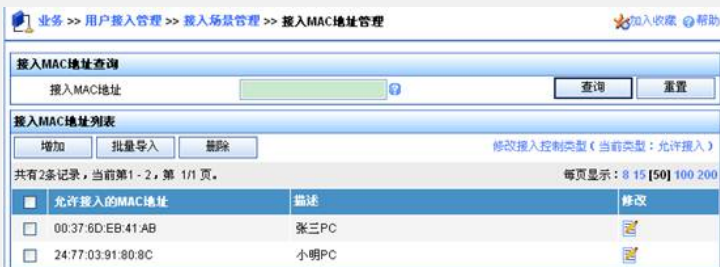 业务 >> 用户接入管理 >> 接入场景管理 >> 接入MAC地址管理 加入收藏 帮助
接入MAC地址查询
接入MAC地址 查询 重置
接入MAC地址列表
增加 批量导入 删除 修改接入控制类型(当前类型:允许接入)
共有2条记录,当前第1 - 2,第 1/1 页。 每页显示:8 15 [50] 100 200
允许接入的MAC地址 描述 修改
00:37:6D:EB:41:AB 张三PC
24:77:03:91:80:8C 小明PC